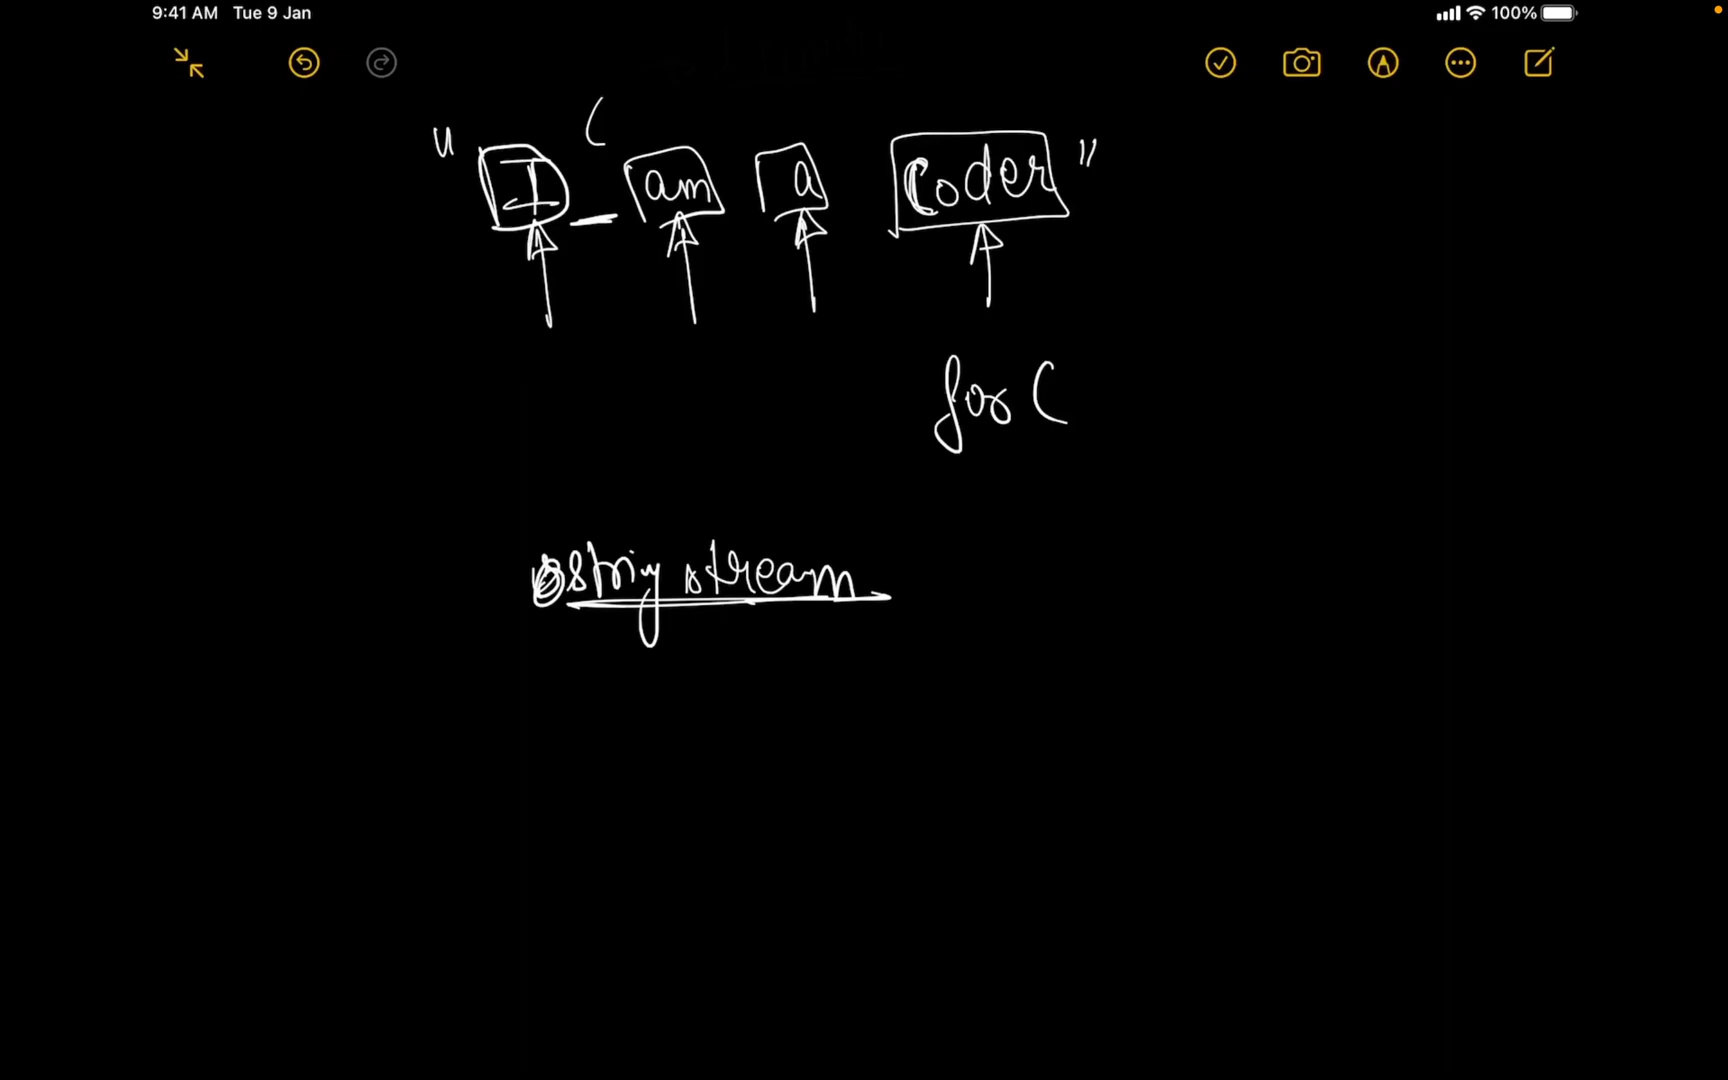 9:41 AM Tue 9 Jan 100%
" I _ am a Coder "
for (
stringstream